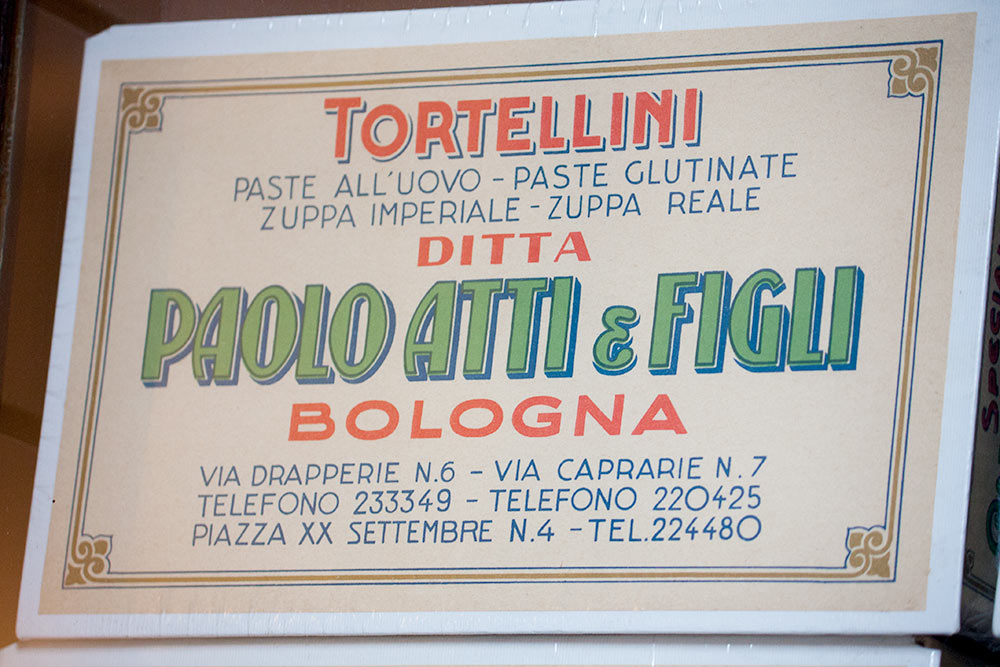 TORTELLINI
PASTE ALL'UOVO - PASTE GLUTINATE
ZUPPA IMPERIALE - ZUPPA REALE
DITTA
PAOLO ATTI & FIGLI
BOLOGNA
VIA DRAPPERIE N.6 - VIA CAPRARIE N. 7
TELEFONO 233349 - TELEFONO 220425
PIAZZA XX SETTEMBRE N.4 - TEL.224480